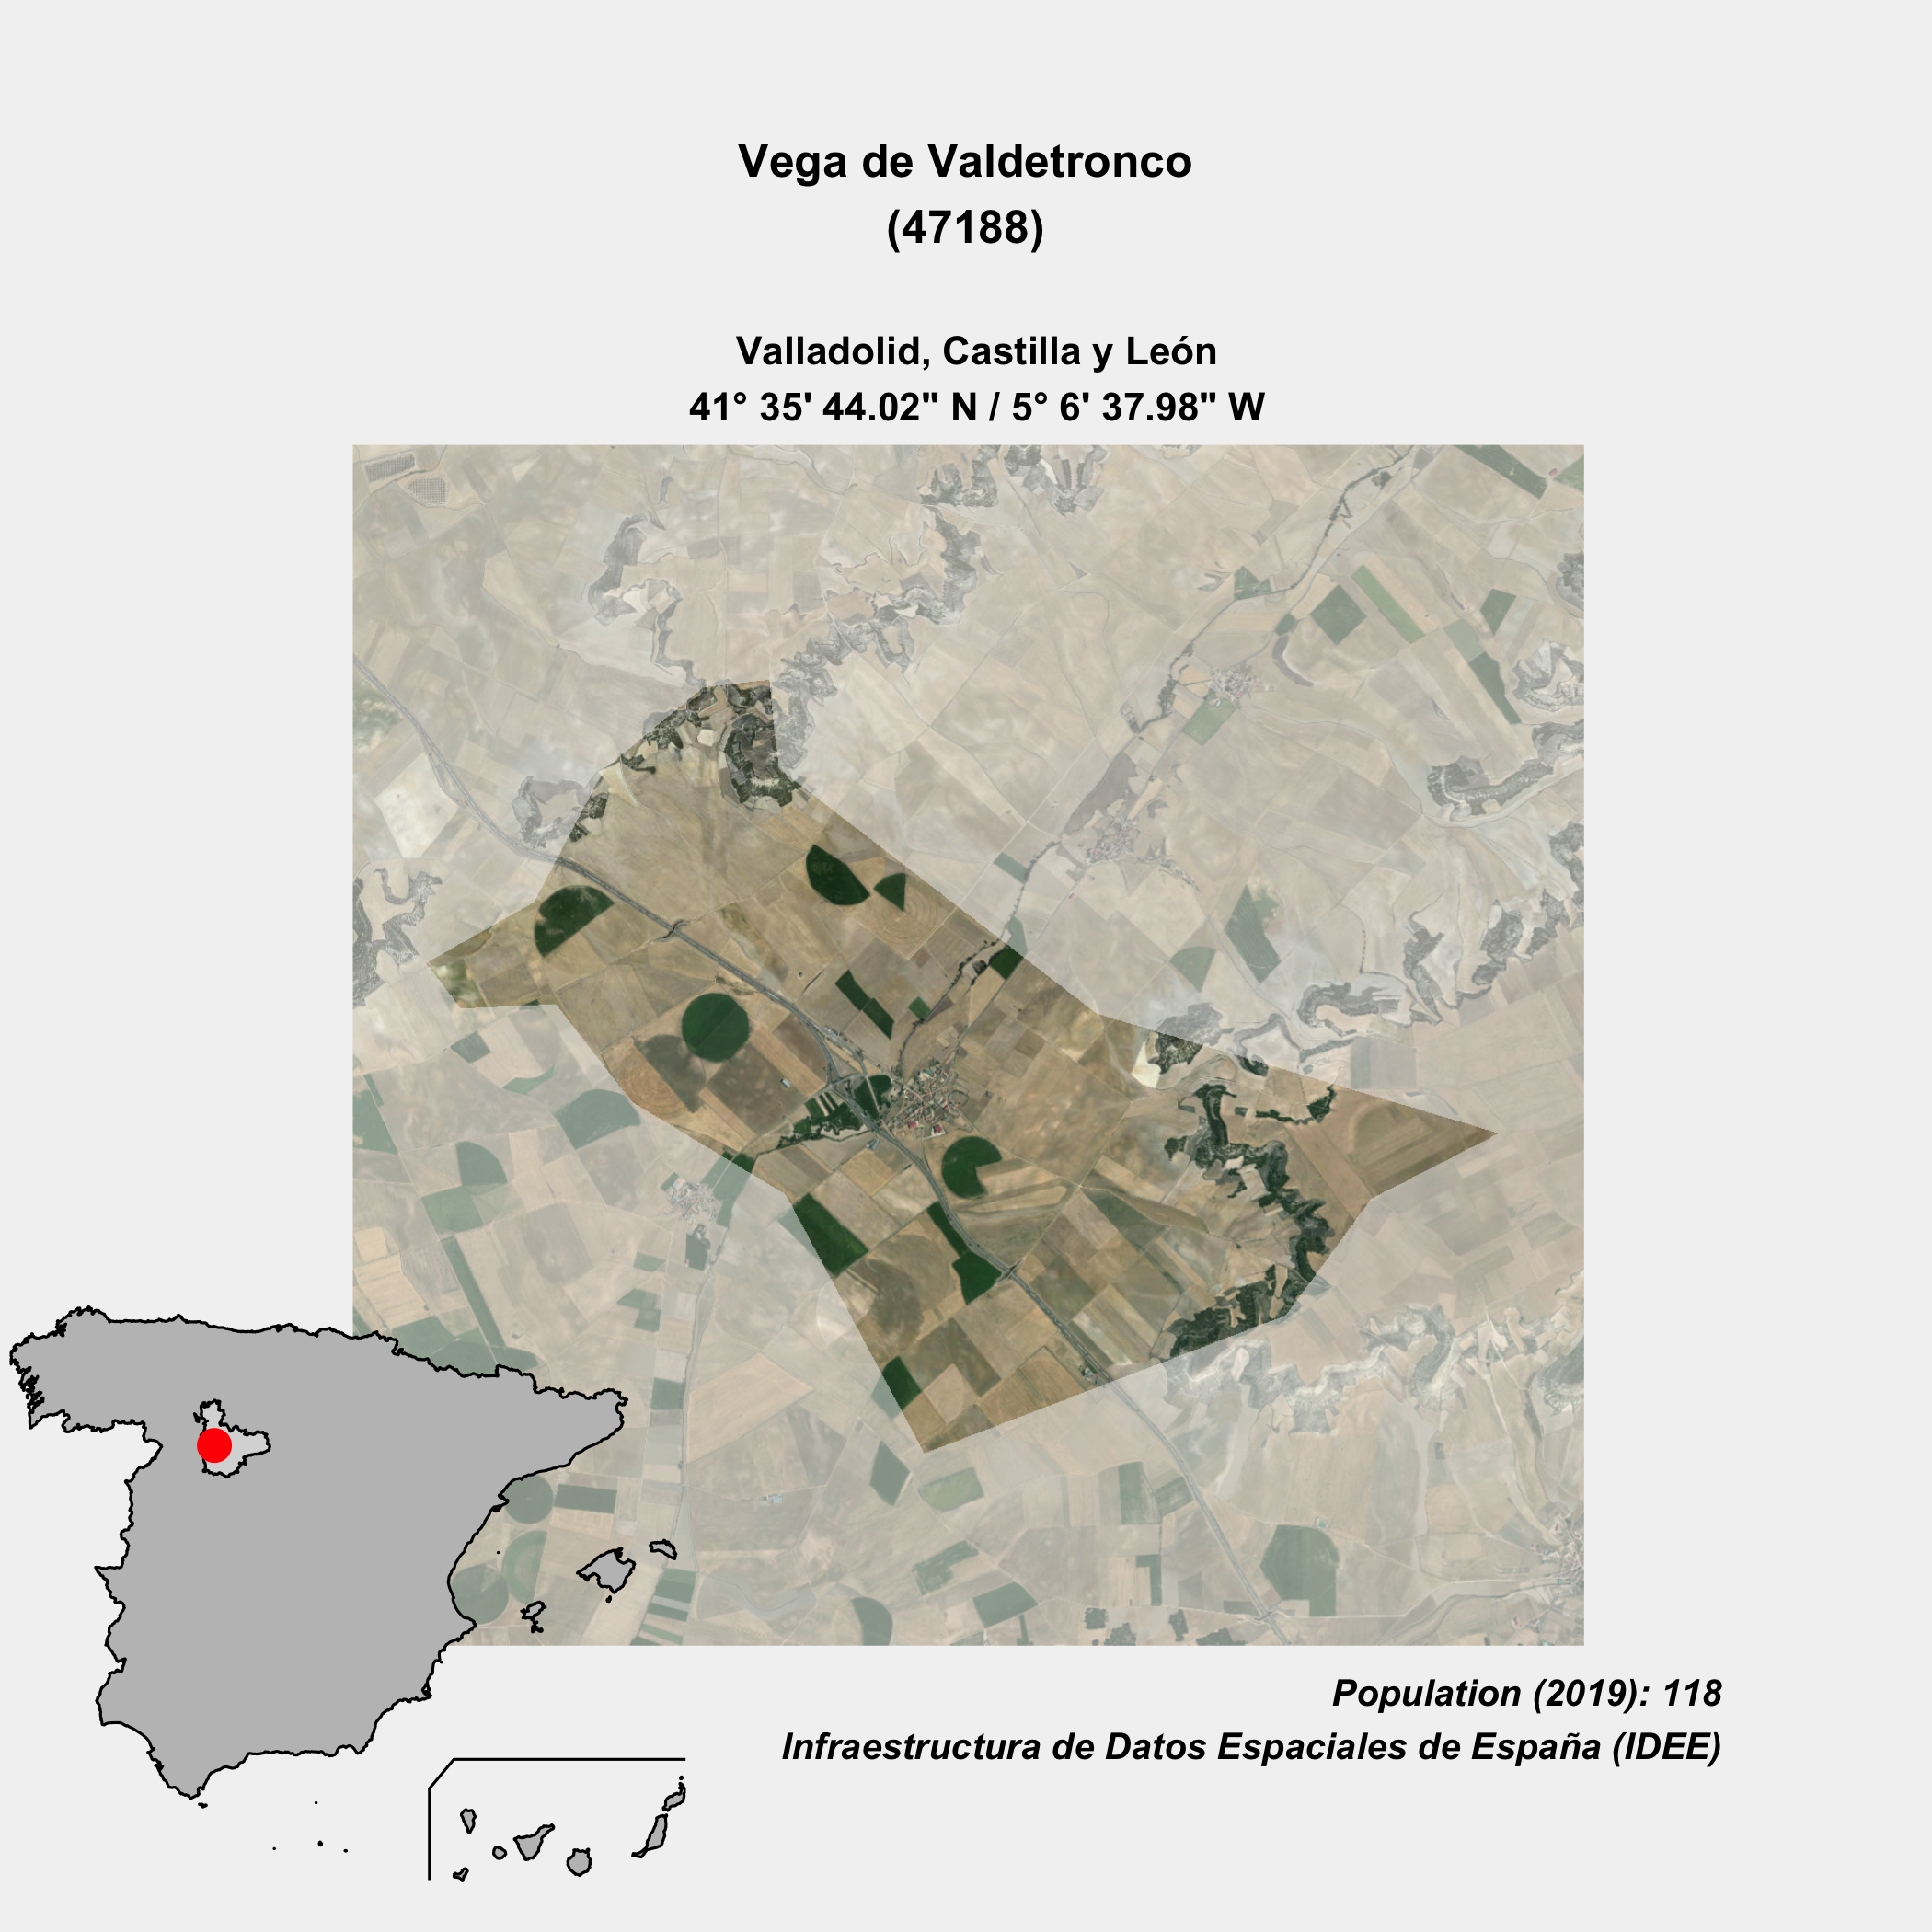 Vega de Valdetronco
(47188)
Valladolid, Castilla y León
41° 35' 44.02" N / 5° 6' 37.98" W
Population (2019): 118
Infraestructura de Datos Espaciales de España (IDEE)